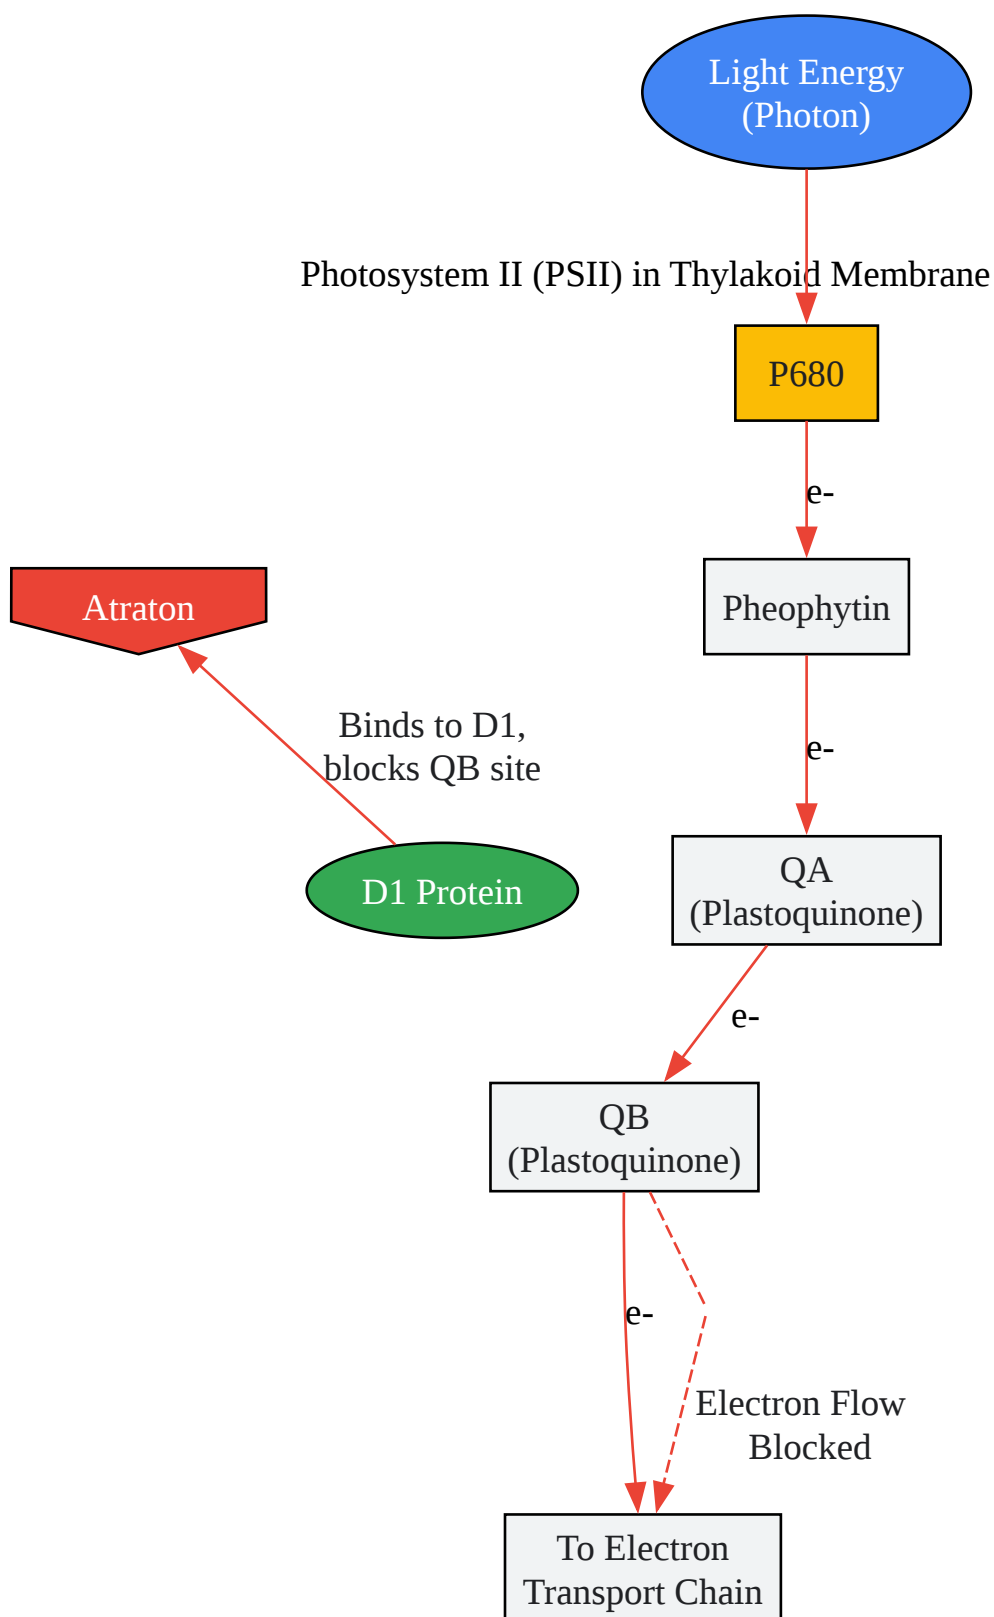 Light Energy
(Photon)
Photosystem II (PSII) in Thylakoid Membrane
P680
e-
Atraton
Pheophytin
Binds to D1,
blocks QB site
e-
D1 Protein
QA
(Plastoquinone)
e-
QB
(Plastoquinone)
e-
Electron Flow
Blocked
To Electron
Transport Chain